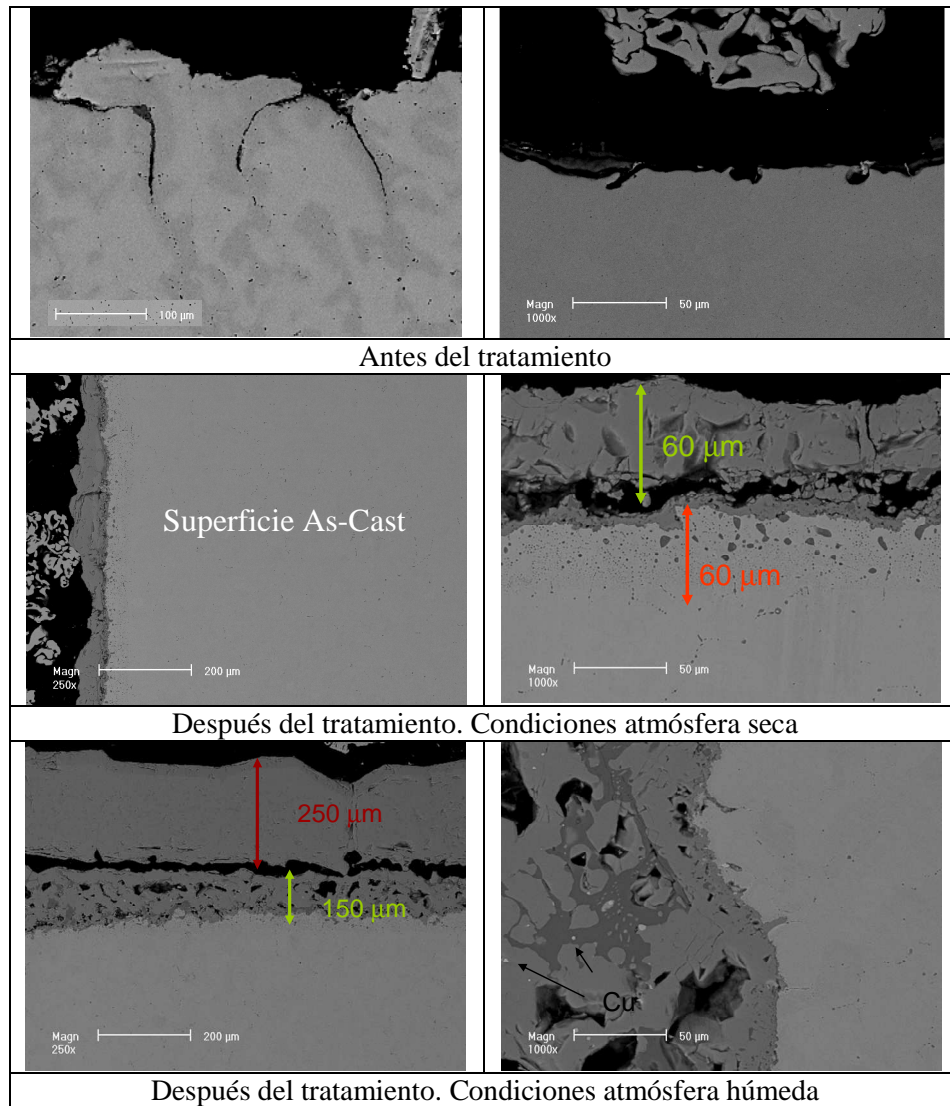 100 µm
Magn
1000x
50 µm
Antes del tratamiento
Superficie As-Cast
Magn
250x
200 µm
60 µm
60 µm
Magn
1000x
50 µm
Después del tratamiento. Condiciones atmósfera seca
250 µm
150 µm
Magn
250x
200 µm
Cu
Magn
1000x
50 µm
Después del tratamiento. Condiciones atmósfera húmeda